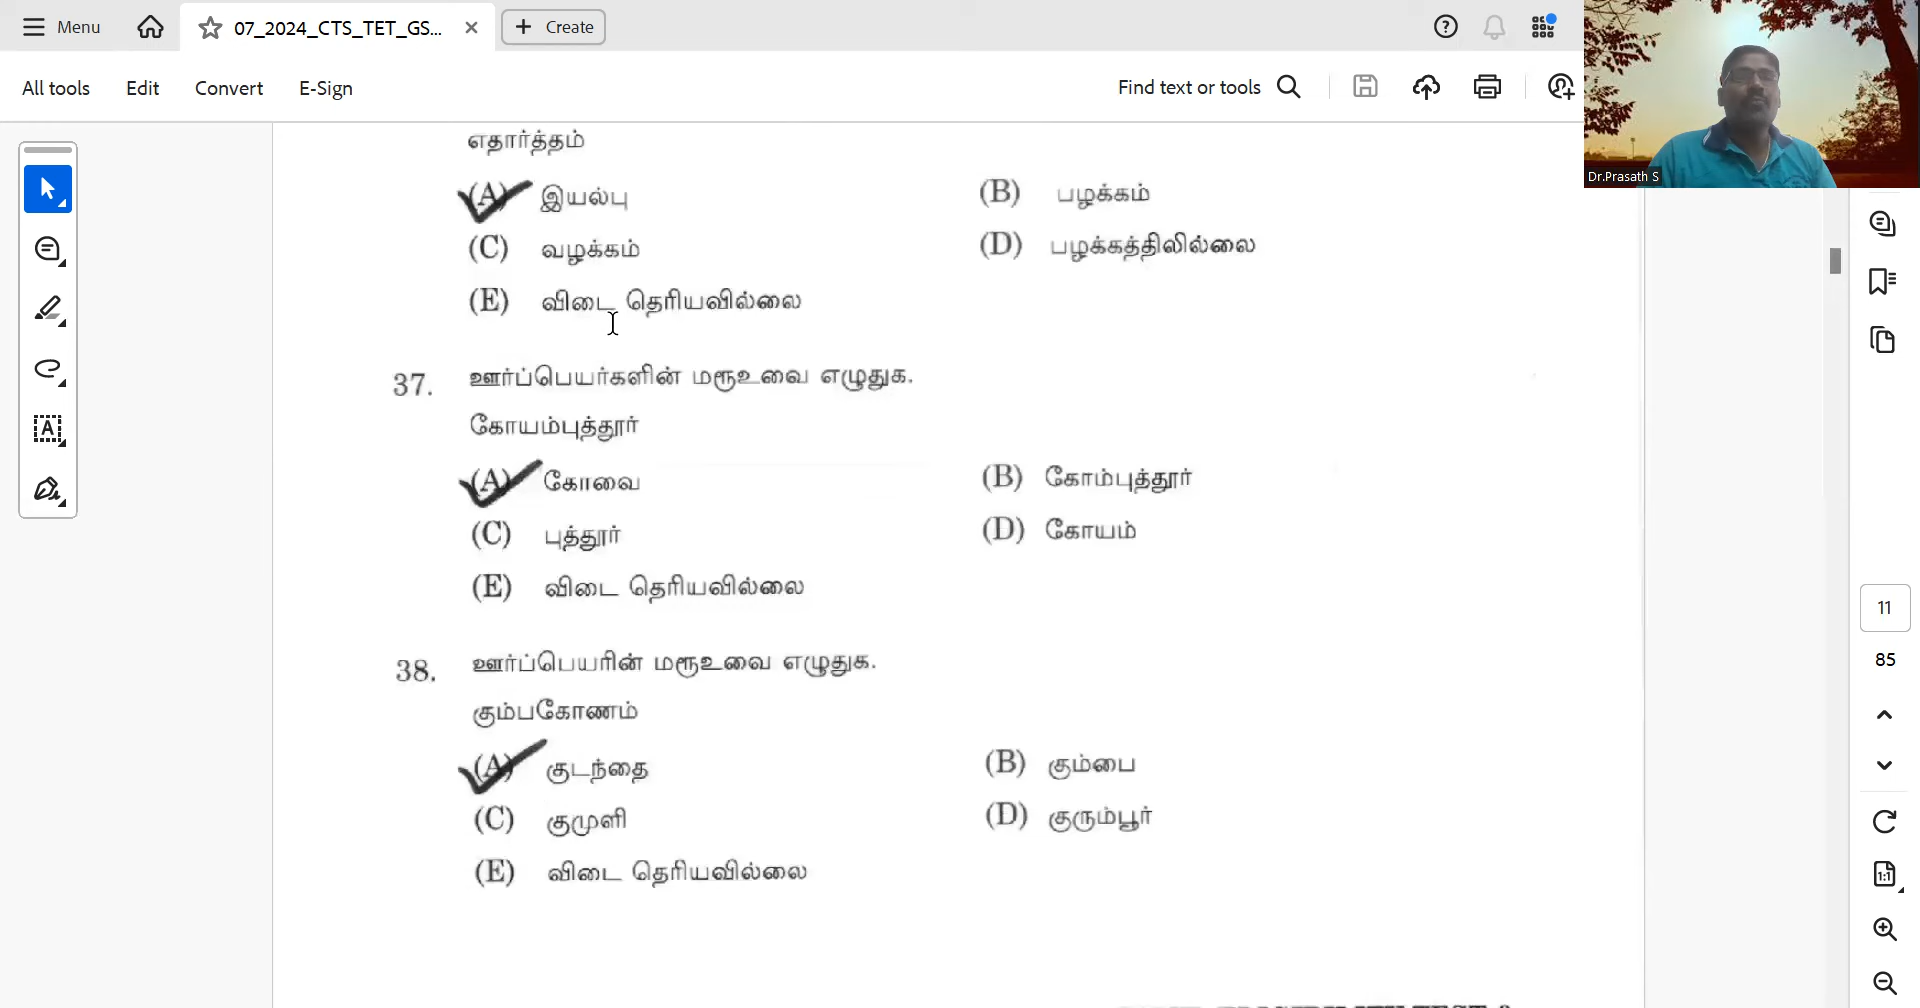 Menu
07_2024_CTS_TET_GS...
Create
All tools
Edit
Convert
E-Sign
Find text or tools
Dr.Prasath S
எதார்த்தம்
(A) இயல்பு
(B) பழக்கம்
(C) வழக்கம்
(D) பழக்கத்திலில்லை
(E) விடை தெரியவில்லை
37. ஊர்ப்பெயர்களின் மரூஉவை எழுதுக.
கோயம்புத்தூர்
(A) கோவை
(B) கோம்புத்தூர்
(C) புத்தூர்
(D) கோயம்
(E) விடை தெரியவில்லை
38. ஊர்ப்பெயரின் மரூஉவை எழுதுக.
கும்பகோணம்
(A) குடந்தை
(B) கும்பை
(C) குமுளி
(D) குரும்பூர்
(E) விடை தெரியவில்லை
11
85
1:1